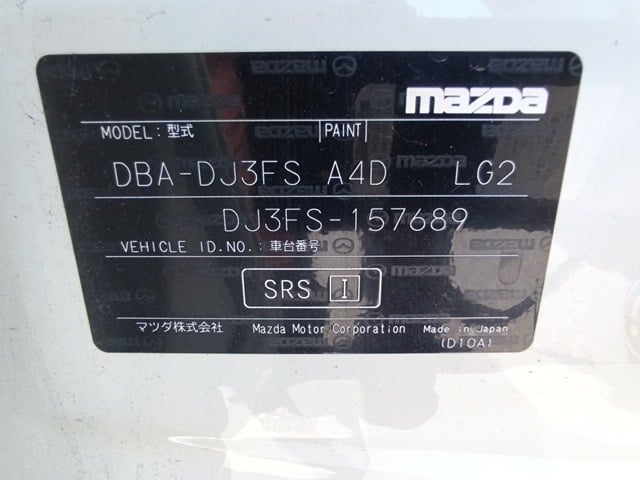 mazda
MODEL: 型式 PAINT
DBA-DJ3FS A4D LG2
DJ3FS-157689
VEHICLE ID.NO.: 車台番号
SRS I
マツダ株式会社 Mazda Motor Corporation Made in Japan
(D10A)